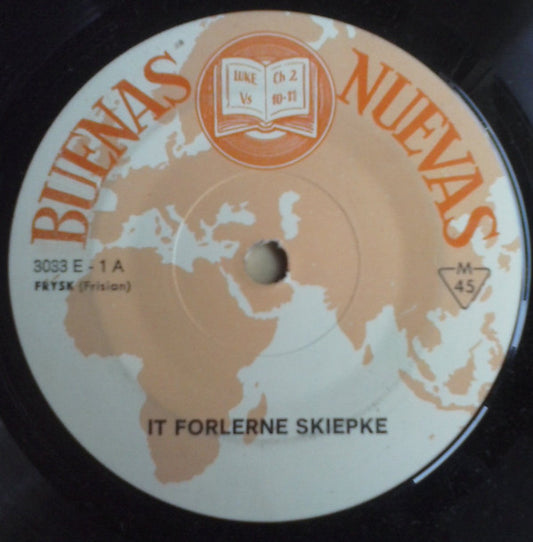 BUENAS NUEVAS
LUKE Ch 2
Vs 10-11
3033 E - 1 A
FRYSK (Frisian)
M
45
IT FORLERNE SKIEPKE